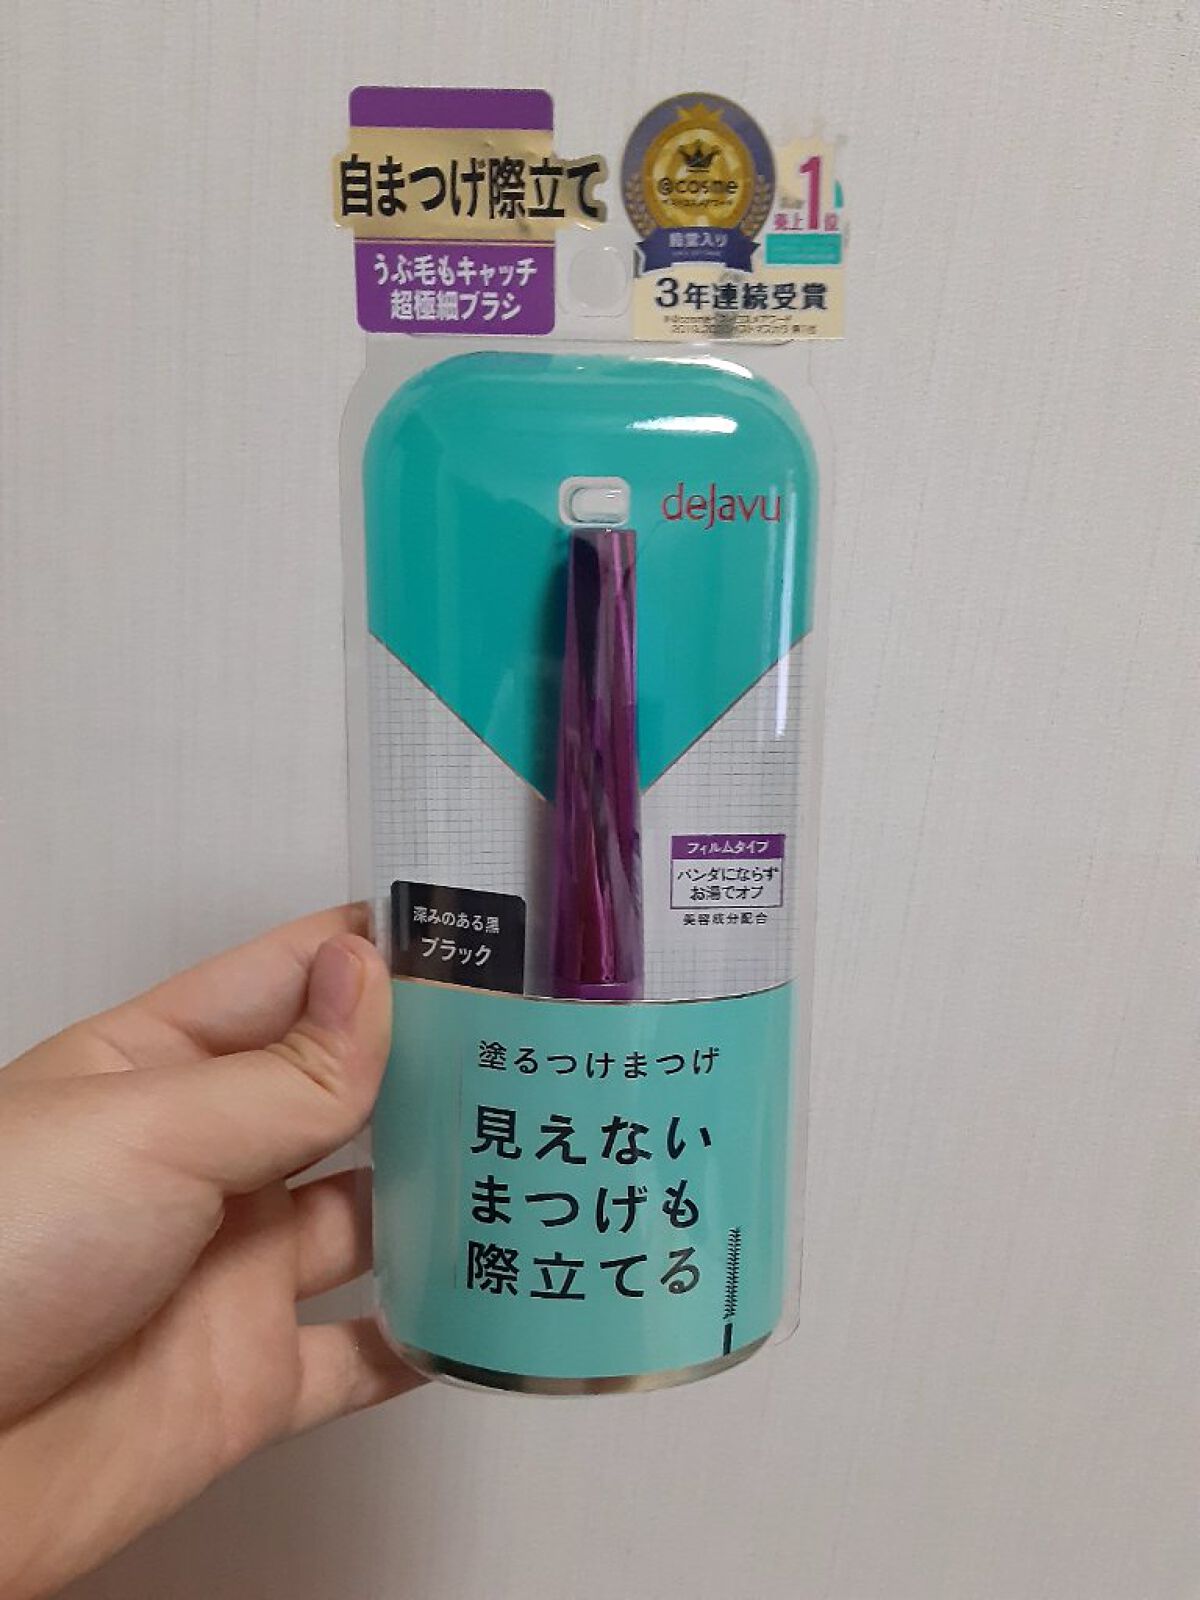 自まつげ際立て
うぶ毛もキャッチ
超極細ブラシ
@cosme
殿堂入り
3年連続受賞
売上1位
dejavu
フィルムタイプ
パンダにならず
お湯でオフ
美容成分配合
深みのある黒
ブラック
塗るつけまつげ
見えない
まつげも
際立てる